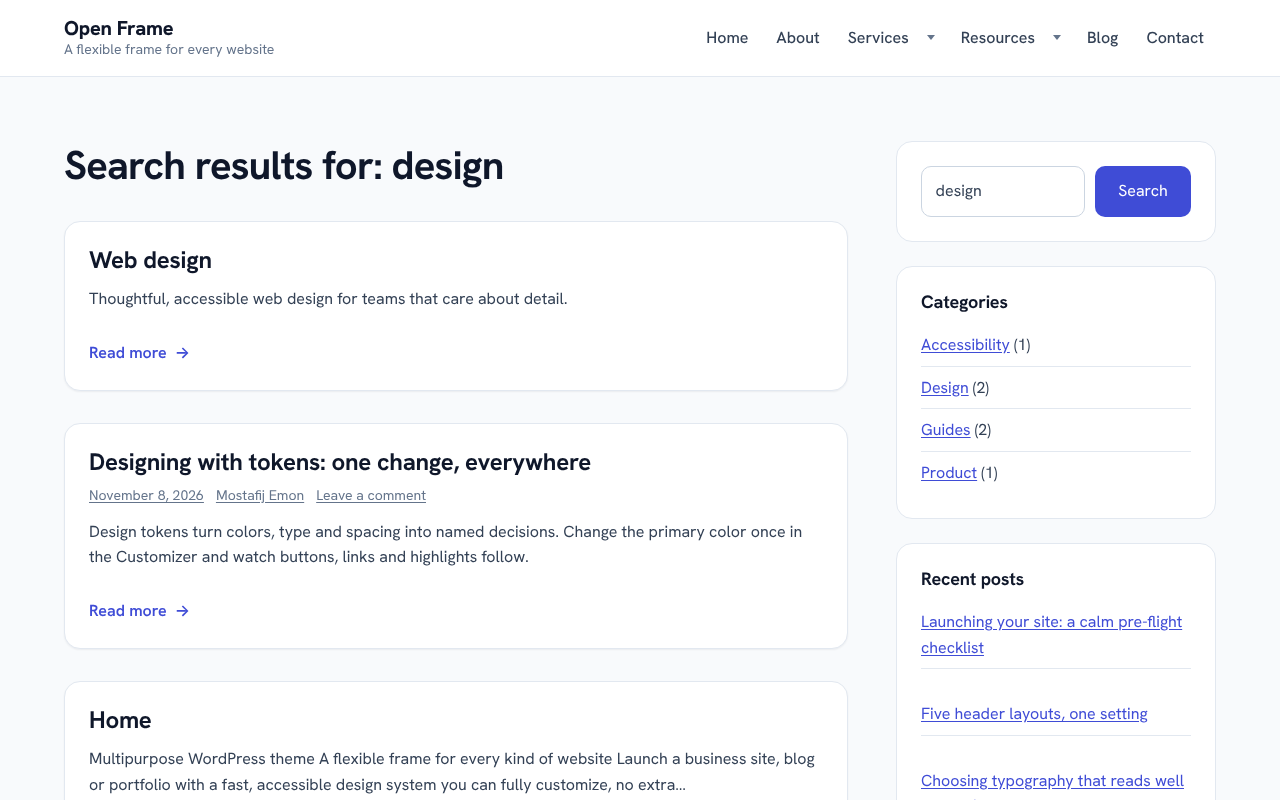 Open Frame
A flexible frame for every website
Home
About
Services
Resources
Blog
Contact
Search results for: design
Web design
Thoughtful, accessible web design for teams that care about detail.
Read more →
Designing with tokens: one change, everywhere
November 8, 2026 Mostafij Emon Leave a comment
Design tokens turn colors, type and spacing into named decisions. Change the primary color once in
the Customizer and watch buttons, links and highlights follow.
Read more →
Home
Multipurpose WordPress theme A flexible frame for every kind of website Launch a business site, blog
or portfolio with a fast, accessible design system you can fully customize, no extra…
design
Search
Categories
Accessibility (1)
Design (2)
Guides (2)
Product (1)
Recent posts
Launching your site: a calm pre-flight
checklist
Five header layouts, one setting
Choosing typography that reads well